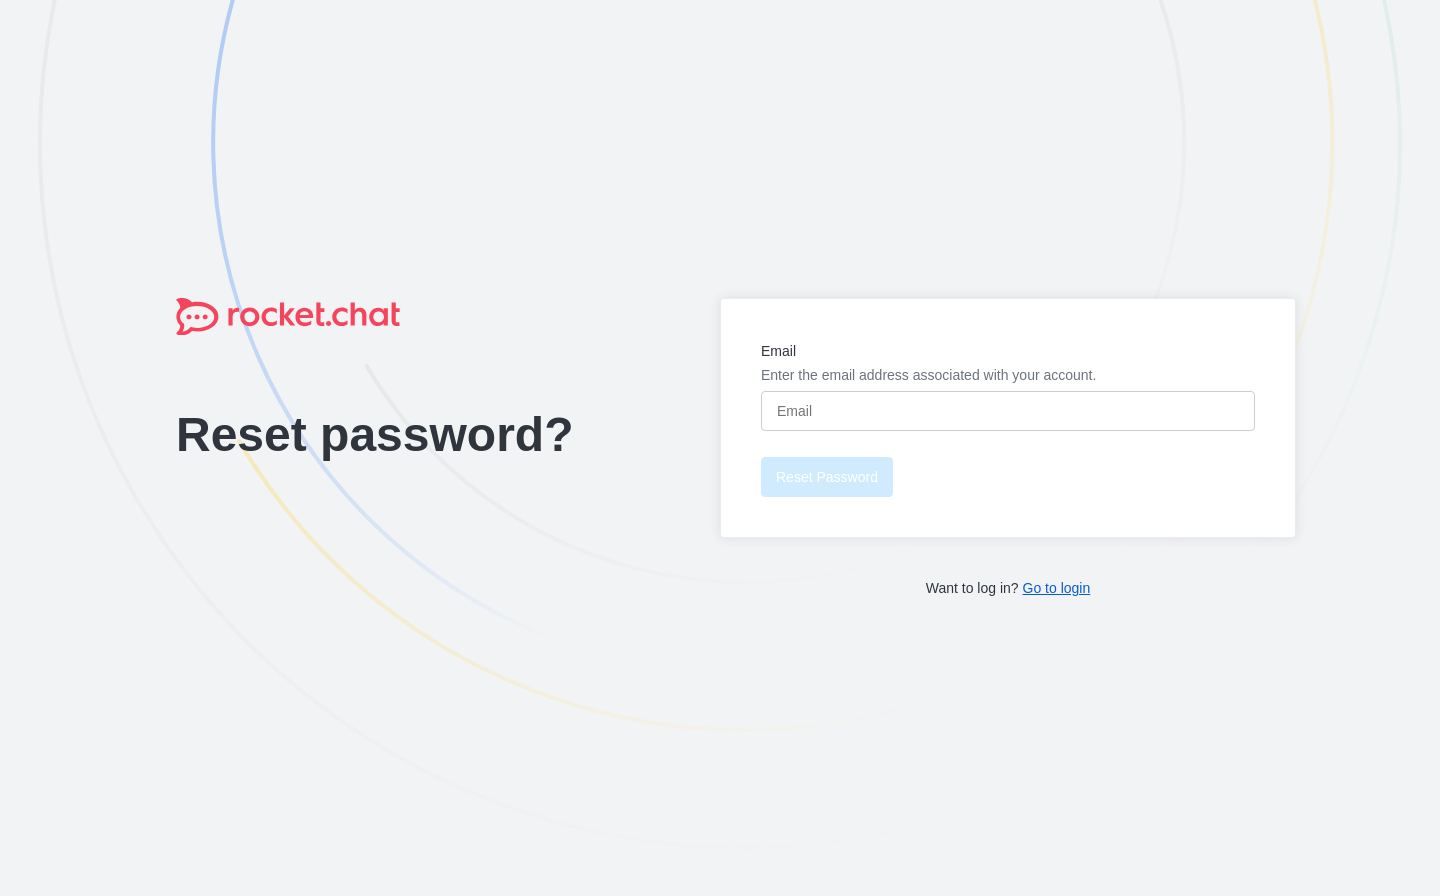 rocket.chat
Reset password?
Email
Enter the email address associated with your account.
Email
Reset Password
Want to log in? Go to login